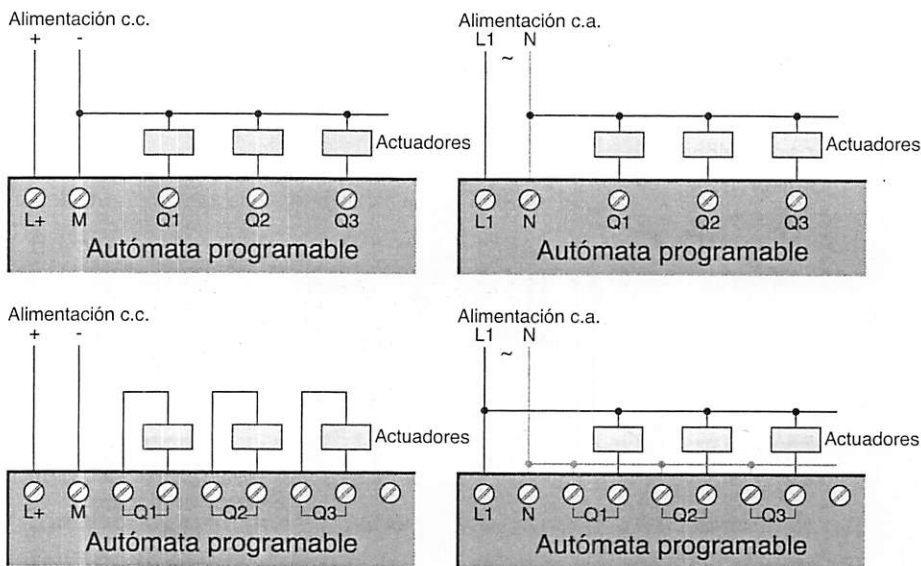 Alimentación c.c.
+ -
Actuadores
L+ M Q1 Q2 Q3
Autómata programable
Alimentación c.a.
L1 ~ N
Actuadores
L1 N Q1 Q2 Q3
Autómata programable
Alimentación c.c.
+ -
Actuadores
L+ M Q1 Q2 Q3
Autómata programable
Alimentación c.a.
L1 ~ N
Actuadores
L1 N Q1 Q2 Q3
Autómata programable